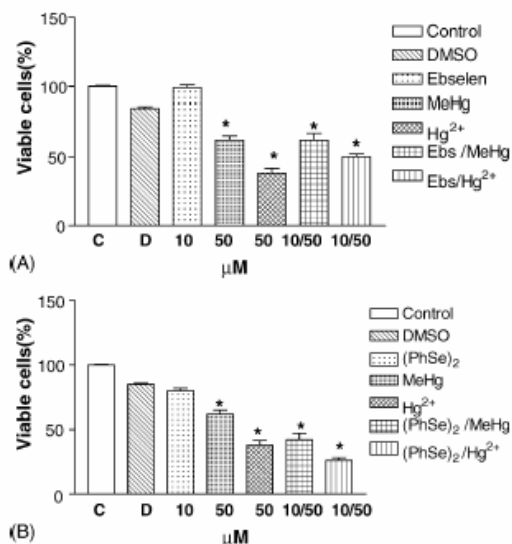 150
100
50
0
Viable cells(%)
* * * *
C D 10 50 50 10/50 10/50
µM
(A)
Control
DMSO
Ebselen
MeHg
Hg2+
Ebs /MeHg
Ebs/Hg2+
150
100
50
0
Viable cells(%)
* * * *
C D 10 50 50 10/50 10/50
µM
(B)
Control
DMSO
(PhSe)2
MeHg
Hg2+
(PhSe)2 /MeHg
(PhSe)2 /Hg2+